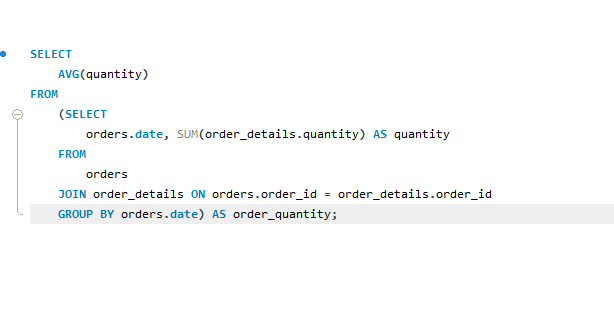 SELECT
AVG(quantity)
FROM
(SELECT
orders.date, SUM(order_details.quantity) AS quantity
FROM
orders
JOIN order_details ON orders.order_id = order_details.order_id
GROUP BY orders.date) AS order_quantity;